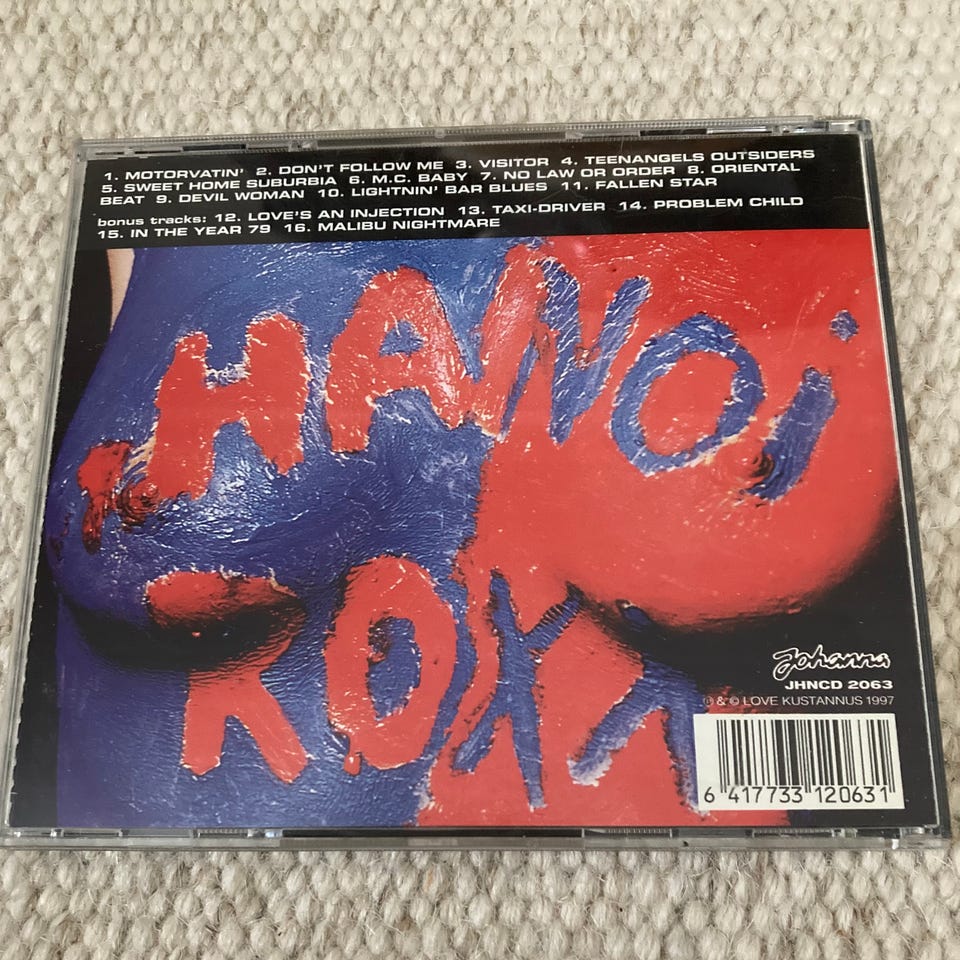 1. MOTORVATIN' 2. DON'T FOLLOW ME 3. VISITOR 4. TEENANGELS OUTSIDERS
5. SWEET HOME SUBURBIA 6. M.C. BABY 7. NO LAW OR ORDER 8. ORIENTAL
BEAT 9. DEVIL WOMAN 10. LIGHTNIN' BAR BLUES 11. FALLEN STAR
bonus tracks: 12. LOVE'S AN INJECTION 13. TAXI-DRIVER 14. PROBLEM CHILD
15. IN THE YEAR 79 16. MALIBU NIGHTMARE
HANOi
ROXX
Johanna
JHNCD 2063
℗ & © LOVE KUSTANNUS 1997
6 417733 120631